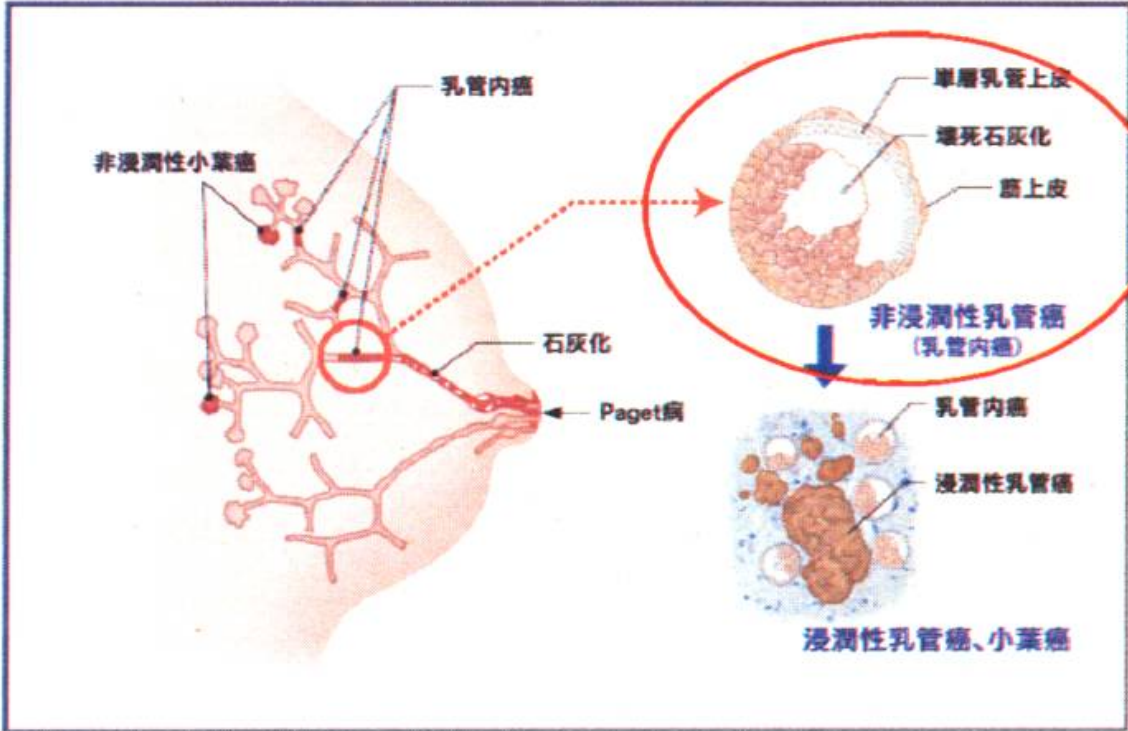 乳管内癌
非浸潤性小葉癌
石灰化
Paget病
単層乳管上皮
壊死石灰化
筋上皮
非浸潤性乳管癌
(乳管内癌)
乳管内癌
浸潤性乳管癌
浸潤性乳管癌、小葉癌